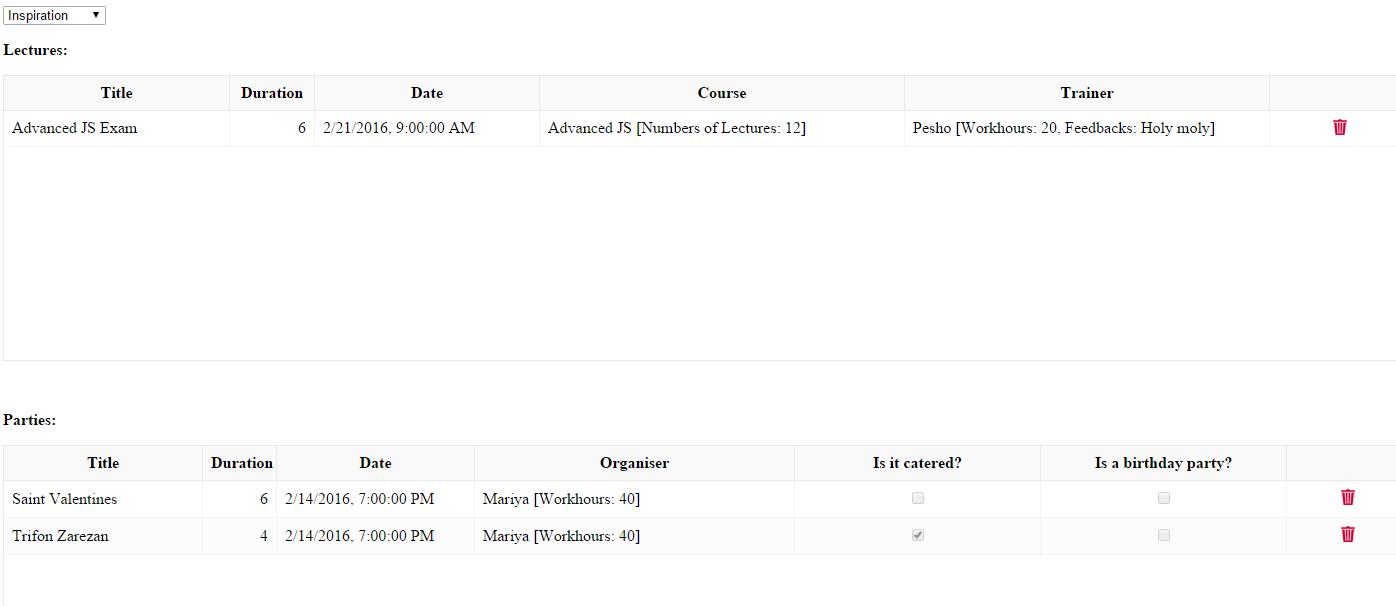 Inspiration
Lectures:
Title Duration Date Course Trainer
Advanced JS Exam 6 2/21/2016, 9:00:00 AM Advanced JS [Numbers of Lectures: 12] Pesho [Workhours: 20, Feedbacks: Holy moly]
Parties:
Title Duration Date Organiser Is it catered? Is a birthday party?
Saint Valentines 6 2/14/2016, 7:00:00 PM Mariya [Workhours: 40]
Trifon Zarezan 4 2/14/2016, 7:00:00 PM Mariya [Workhours: 40]